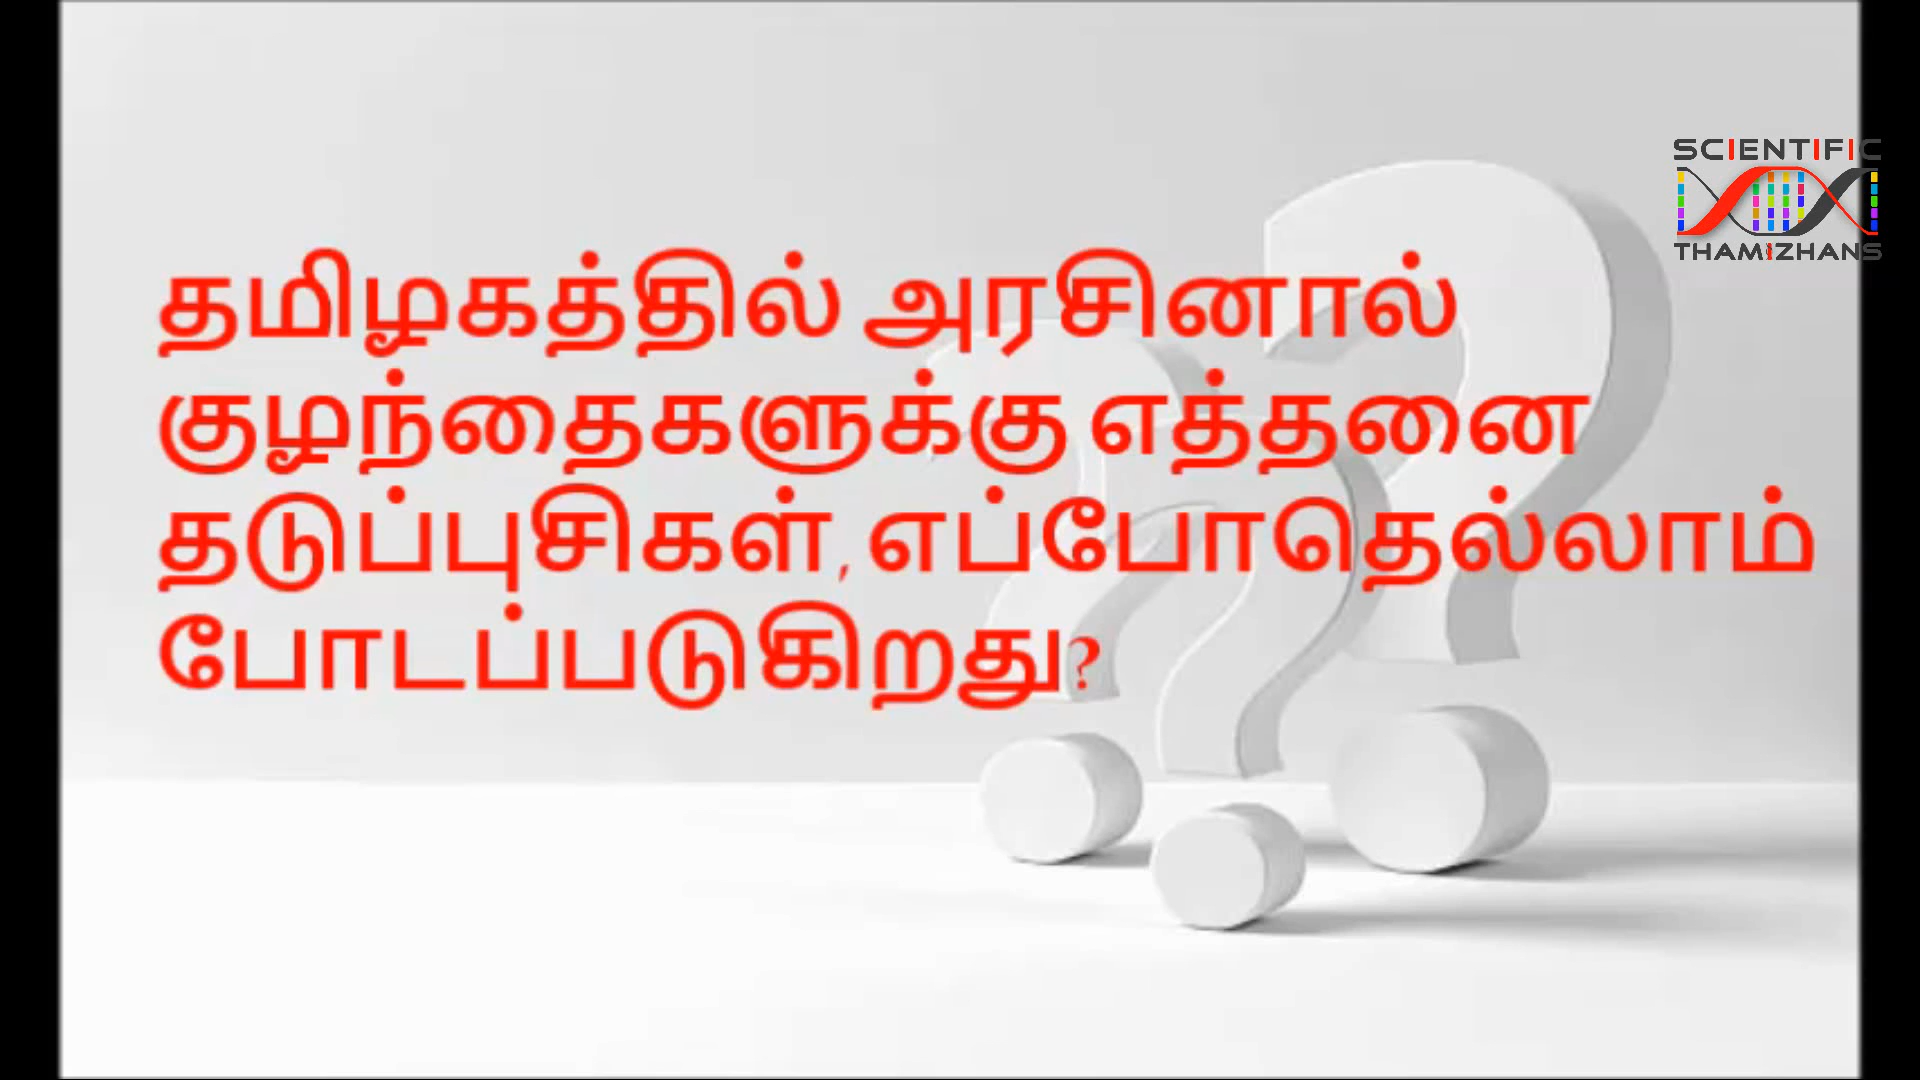 SCIENTIFIC
THAMIZHANS
தமிழகத்தில் அரசினால்
குழந்தைகளுக்கு எத்தனை
தடுப்புசிகள், எப்போதெல்லாம்
போடப்படுகிறது?